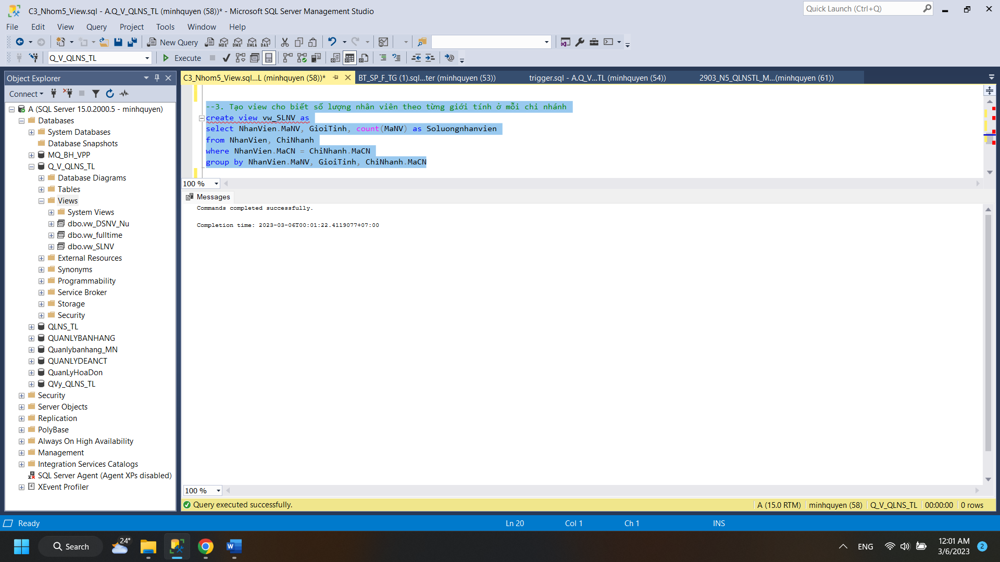 C3_Nhom5_View.sql - A.Q_V_QLNS_TL (minhquyen (58))* - Microsoft SQL Server Management Studio
Quick Launch (Ctrl+Q)
File Edit View Query Project Tools Window Help
New Query MDX DMX XMLA DAX
Q_V_QLNS_TL Execute
Object Explorer
C3_Nhom5_View.sql...L (minhquyen (58))* BT_SP_F_TG (1).sql...ter (minhquyen (53)) trigger.sql - A.Q_V...TL (minhquyen (54)) 2903_N5_QLNSTL_M...(minhquyen (61))
Connect
A (SQL Server 15.0.2000.5 - minhquyen)
Databases
System Databases
Database Snapshots
MQ_BH_VPP
Q_V_QLNS_TL
Database Diagrams
Tables
Views
System Views
dbo.vw_DSNV_Nu
dbo.vw_fulltime
dbo.vw_SLNV
External Resources
Synonyms
Programmability
Service Broker
Storage
Security
QLNS_TL
QUANLYBANHANG
Quanlybanhang_MN
QUANLYDEANCT
QuanLyHoaDon
QVy_QLNS_TL
Security
Server Objects
Replication
PolyBase
Always On High Availability
Management
Integration Services Catalogs
SQL Server Agent (Agent XPs disabled)
XEvent Profiler
--3. Tạo view cho biết số lượng nhân viên theo từng giới tính ở mỗi chi nhánh
create view vw_SLNV as
select NhanVien.MaNV, GioiTinh, count(MaNV) as Soluongnhanvien
from NhanVien, ChiNhanh
where NhanVien.MaCN = ChiNhanh.MaCN
group by NhanVien.MaNV, GioiTinh, ChiNhanh.MaCN
100 %
Messages
Commands completed successfully.
Completion time: 2023-03-06T00:01:22.4119077+07:00
100 %
Query executed successfully. A (15.0 RTM) minhquyen (58) Q_V_QLNS_TL 00:00:00 0 rows
Ready Ln 20 Col 1 Ch 1 INS
Search 24° ENG 12:01 AM 2
3/6/2023